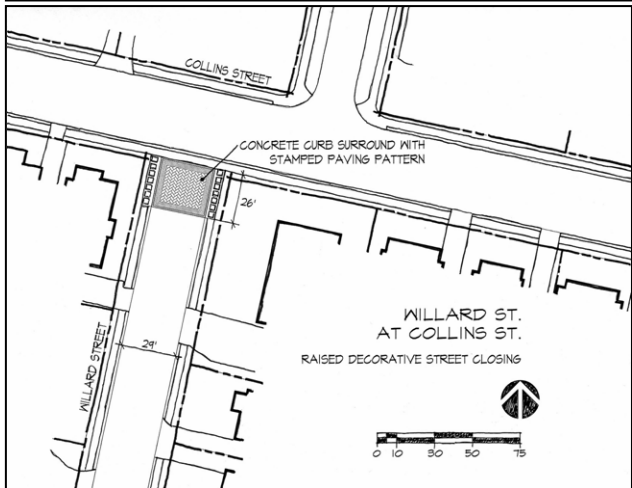 COLLINS STREET
CONCRETE CURB SURROUND WITH
STAMPED PAVING PATTERN
26'
29'
WILLARD STREET
WILLARD ST.
AT COLLINS ST.
RAISED DECORATIVE STREET CLOSING
0 10 30 50 75